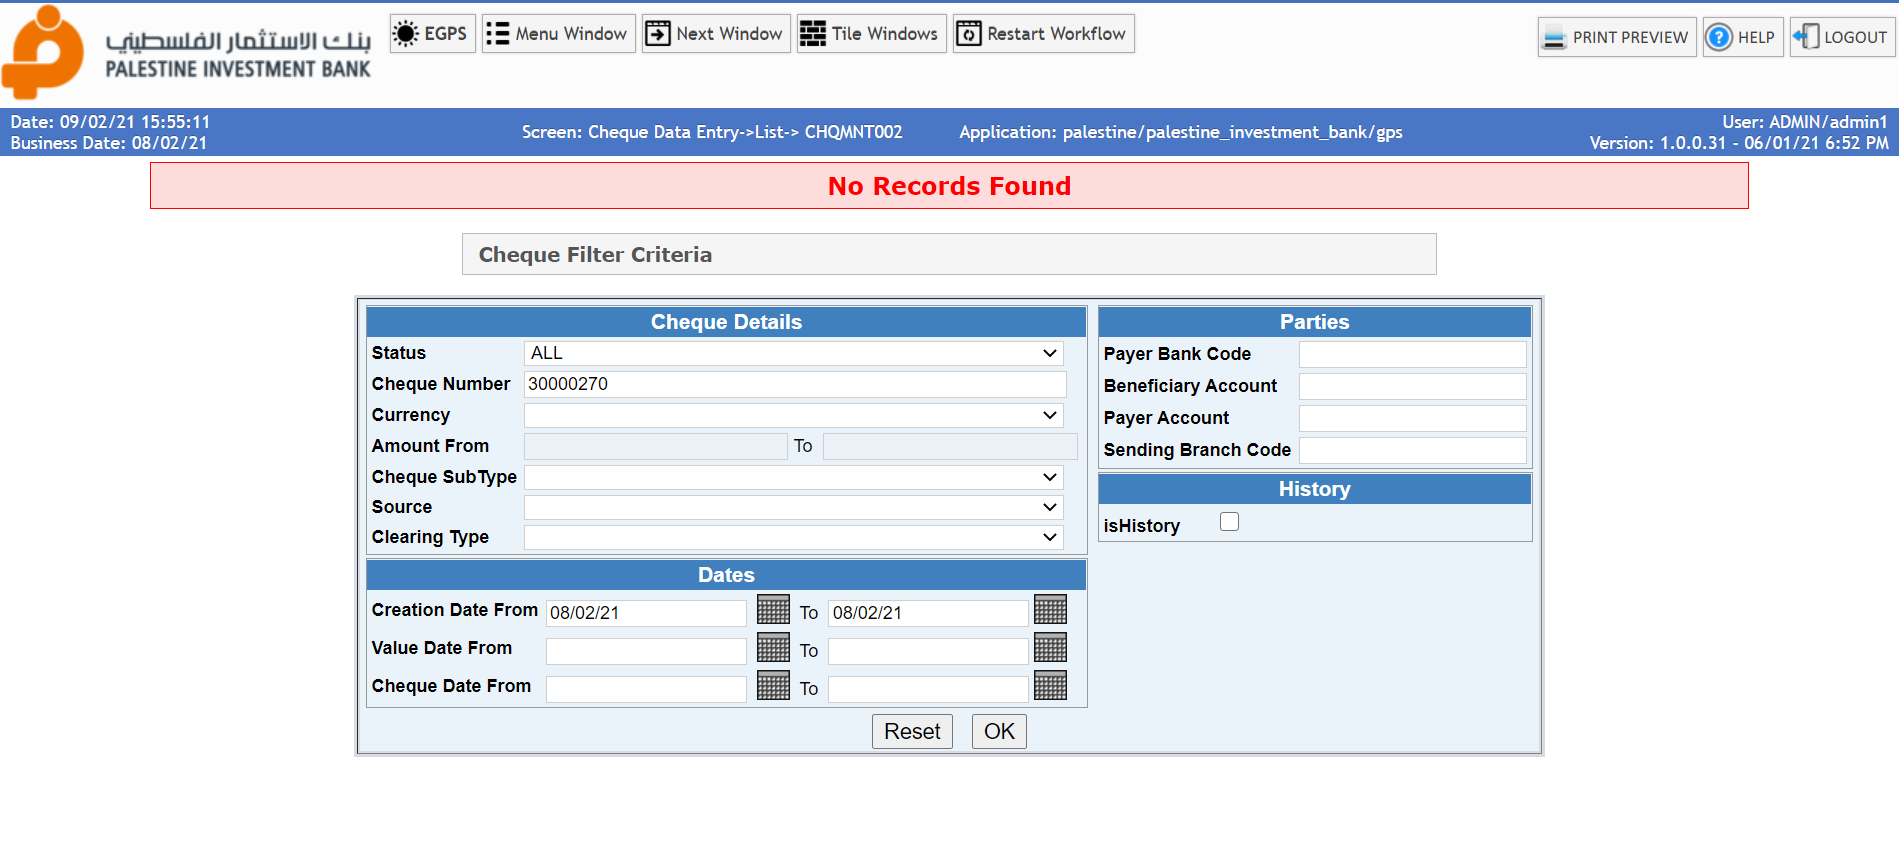 بنك الاستثمار الفلسطيني
PALESTINE INVESTMENT BANK
EGPS
Menu Window
Next Window
Tile Windows
Restart Workflow
PRINT PREVIEW
HELP
LOGOUT
Date: 09/02/21 15:55:11
Business Date: 08/02/21
Screen: Cheque Data Entry->List-> CHQMNT002
Application: palestine/palestine_investment_bank/gps
User: ADMIN/admin1
Version: 1.0.0.31 - 06/01/21 6:52 PM
No Records Found
Cheque Filter Criteria
Cheque Details
Status ALL
Cheque Number 30000270
Currency
Amount From To
Cheque SubType
Source
Clearing Type
Dates
Creation Date From 08/02/21 To 08/02/21
Value Date From To
Cheque Date From To
Parties
Payer Bank Code
Beneficiary Account
Payer Account
Sending Branch Code
History
isHistory
Reset OK